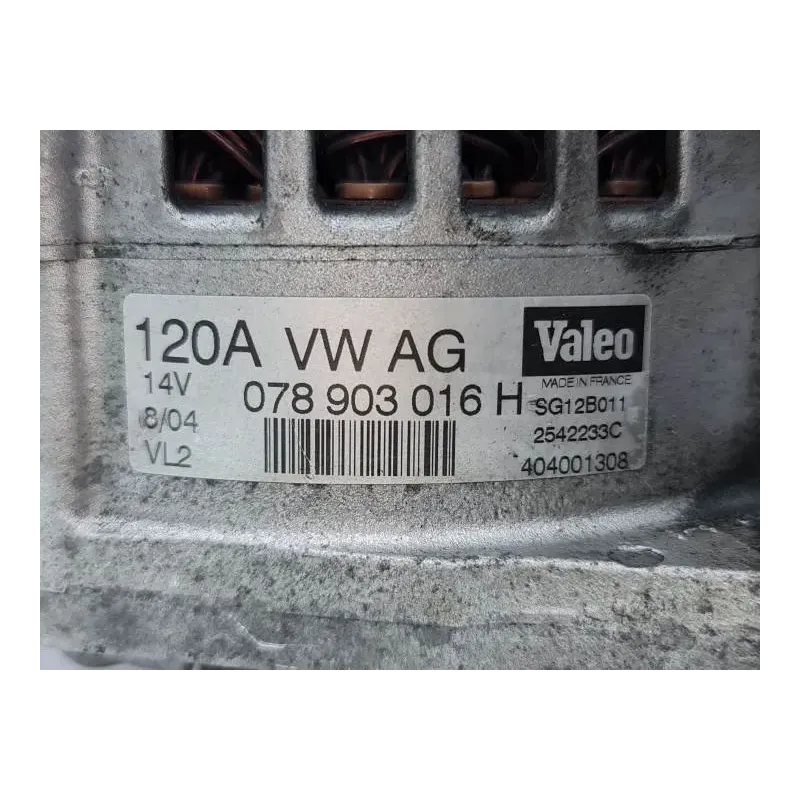 120A VW AG Valeo
14V MADE IN FRANCE
078 903 016 H SG12B011
8/04 2542233C
VL2 404001308